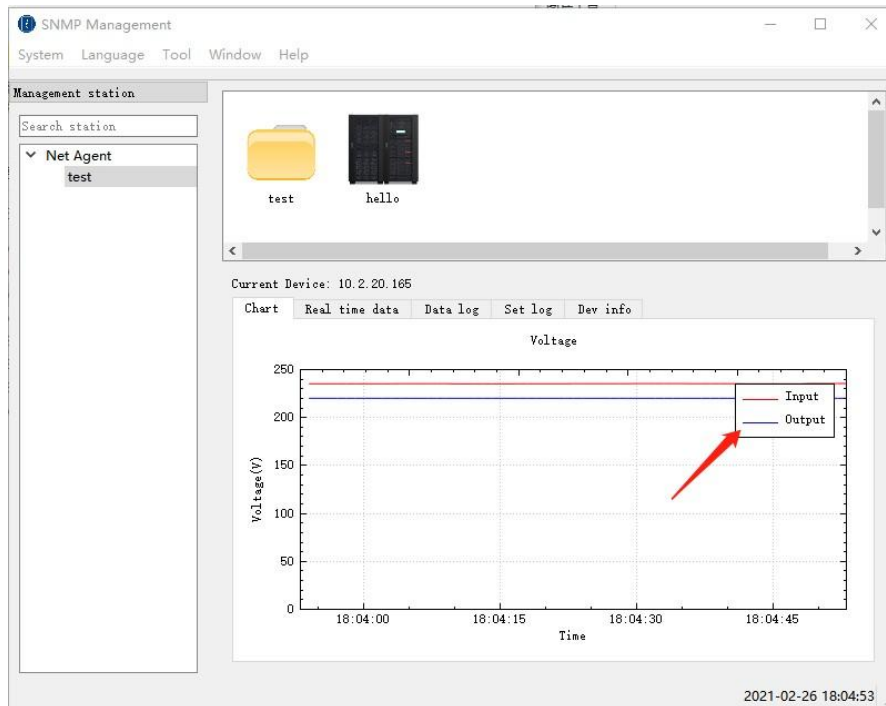 SNMP Management
System Language Tool Window Help
Management station
Search station
Net Agent
test
test hello
Current Device: 10.2.20.165
Chart Real time data Data log Set log Dev info
Voltage
250
200
150
100
50
0
Voltage(V)
Input
Output
18:04:00 18:04:15 18:04:30 18:04:45
Time
2021-02-26 18:04:53